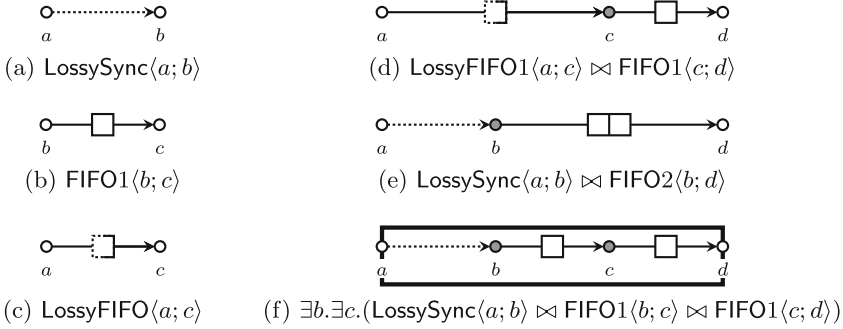 a b
(a) LossySync⟨a; b⟩
b c
(b) FIFO1⟨b; c⟩
a c
(c) LossyFIFO⟨a; c⟩
a c d
(d) LossyFIFO1⟨a; c⟩ ⋈ FIFO1⟨c; d⟩
a b d
(e) LossySync⟨a; b⟩ ⋈ FIFO2⟨b; d⟩
a b c d
(f) ∃b.∃c.(LossySync⟨a; b⟩ ⋈ FIFO1⟨b; c⟩ ⋈ FIFO1⟨c; d⟩)